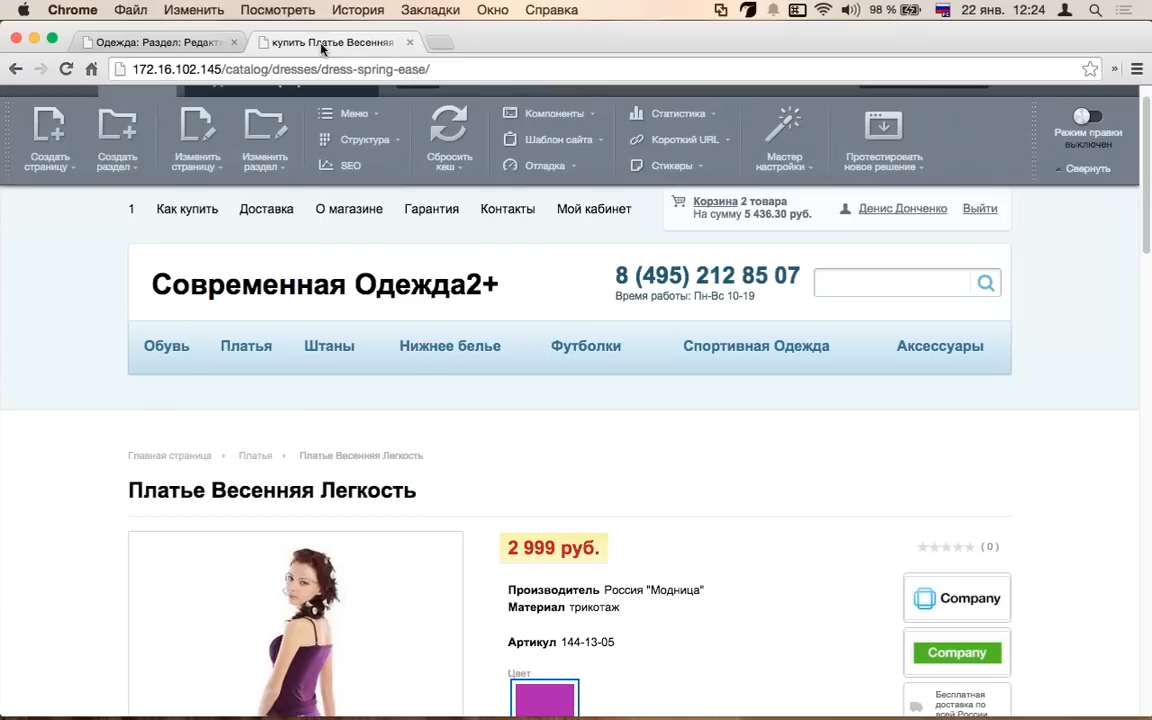 Chrome Файл Изменить Посмотреть История Закладки Окно Справка 98 % 22 янв. 12:24
Одежда: Раздел: Редакт
купить Платье Весенняя
172.16.102.145/catalog/dresses/dress-spring-ease/
Создать страницу
Создать раздел
Изменить страницу
Изменить раздел
Меню
Структура
SEO
Сбросить кеш
Компоненты
Шаблон сайта
Отладка
Статистика
Короткий URL
Стикеры
Мастер настройки
Протестировать новое решение
Режим правки
выключен
Свернуть
1 Как купить Доставка О магазине Гарантия Контакты Мой кабинет
Корзина 2 товара
На сумму 5 436.30 руб.
Денис Донченко Выйти
Современная Одежда2+
8 (495) 212 85 07
Время работы: Пн-Вс 10-19
Обувь Платья Штаны Нижнее белье Футболки Спортивная Одежда Аксессуары
Главная страница Платья Платье Весенняя Легкость
Платье Весенняя Легкость
2 999 руб.
( 0 )
Производитель Россия "Модница"
Материал трикотаж
Артикул 144-13-05
Цвет
Company
Company
Бесплатная
доставка по
всей России